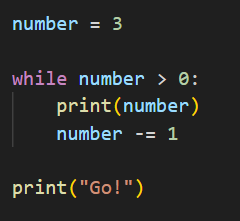 number = 3

while number > 0:
    print(number)
    number -= 1

print("Go!")